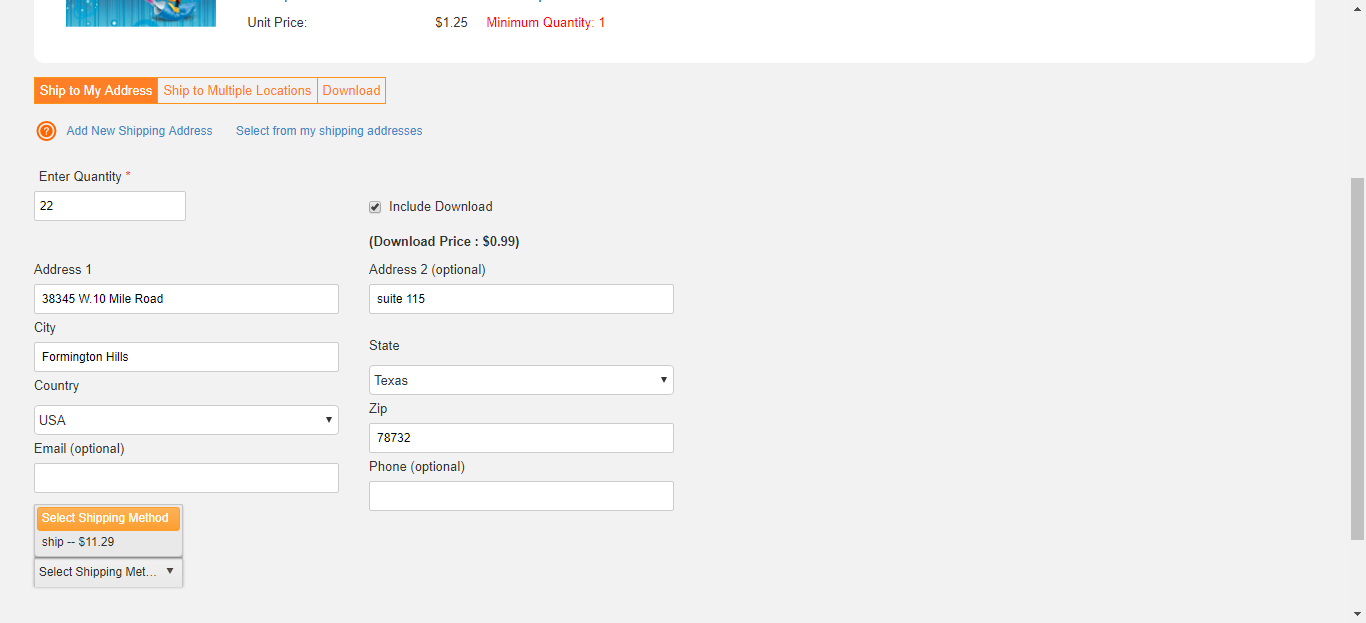 Unit Price: $1.25 Minimum Quantity: 1
Ship to My Address Ship to Multiple Locations Download
? Add New Shipping Address Select from my shipping addresses
Enter Quantity *
22
Include Download
(Download Price : $0.99)
Address 1
38345 W.10 Mile Road
Address 2 (optional)
suite 115
City
Formington Hills
State
Texas
Country
USA
Zip
78732
Email (optional)
Phone (optional)
Select Shipping Method
ship -- $11.29
Select Shipping Met...